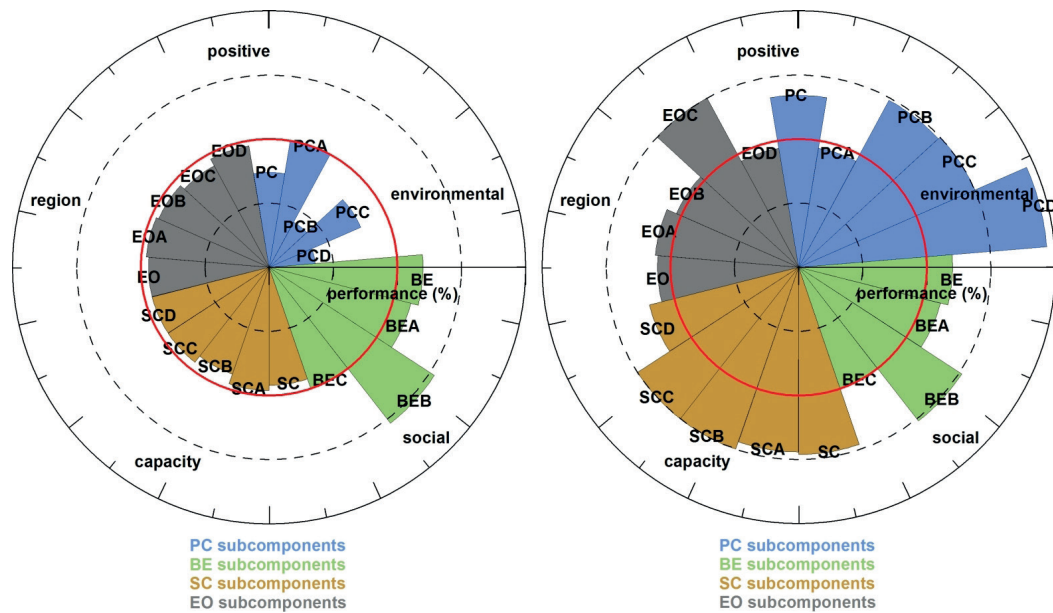 positive
EOD
PC
PCA
EOC
region
EOB
PCC
environmental
PCB
EOA
PCD
EO
BE
performance (%)
SCD
BEA
SCC
SCB
SCA
SC
BEC
BEB
social
capacity
PC subcomponents
BE subcomponents
SC subcomponents
EO subcomponents
positive
EOC
PC
PCB
EOD
PCA
PCC
region
EOB
environmental
PCD
EOA
EO
BE
performance (%)
SCD
BEA
SCC
BEC
BEB
SCB
SCA
SC
social
capacity
PC subcomponents
BE subcomponents
SC subcomponents
EO subcomponents